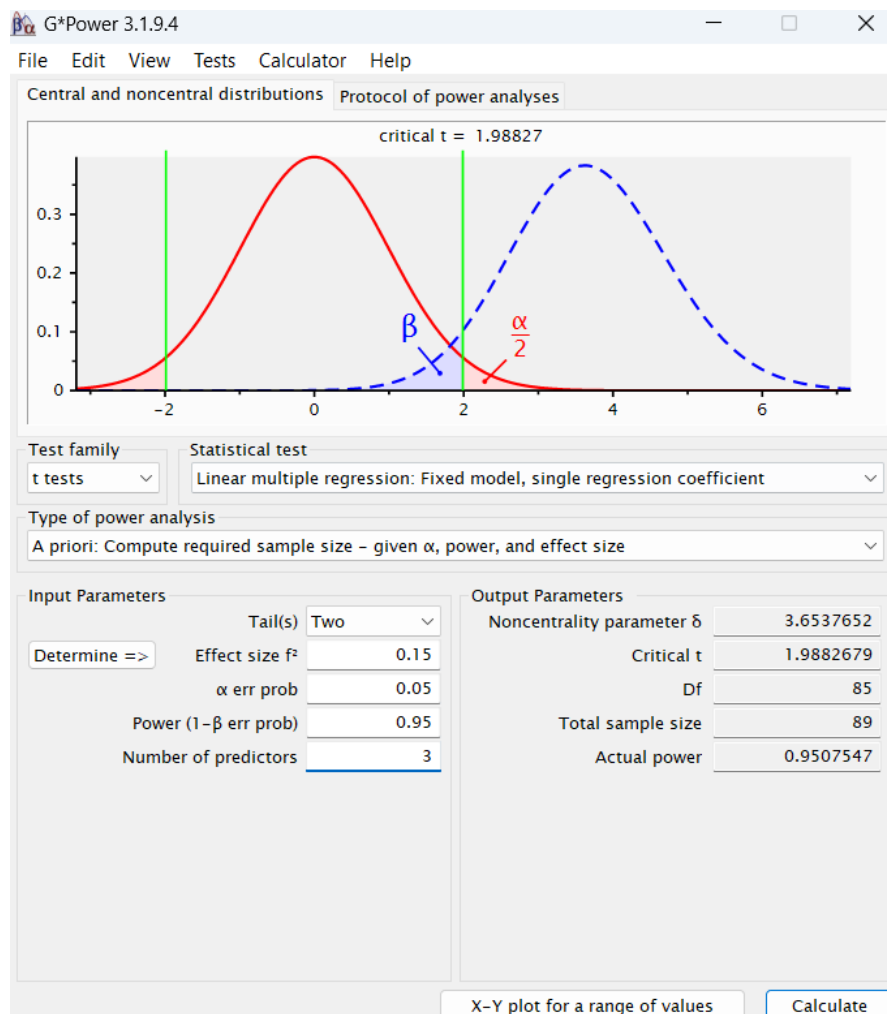 βα G*Power 3.1.9.4
File Edit View Tests Calculator Help
Central and noncentral distributions Protocol of power analyses
critical t = 1.98827
0.3
0.2
0.1
0
β
α
2
-2 0 2 4 6
Test family Statistical test
t tests Linear multiple regression: Fixed model, single regression coefficient
Type of power analysis
A priori: Compute required sample size - given α, power, and effect size
Input Parameters Output Parameters
Tail(s) Two Noncentrality parameter δ 3.6537652
Determine => Effect size f² 0.15 Critical t 1.9882679
α err prob 0.05 Df 85
Power (1-β err prob) 0.95 Total sample size 89
Number of predictors 3 Actual power 0.9507547
X-Y plot for a range of values Calculate